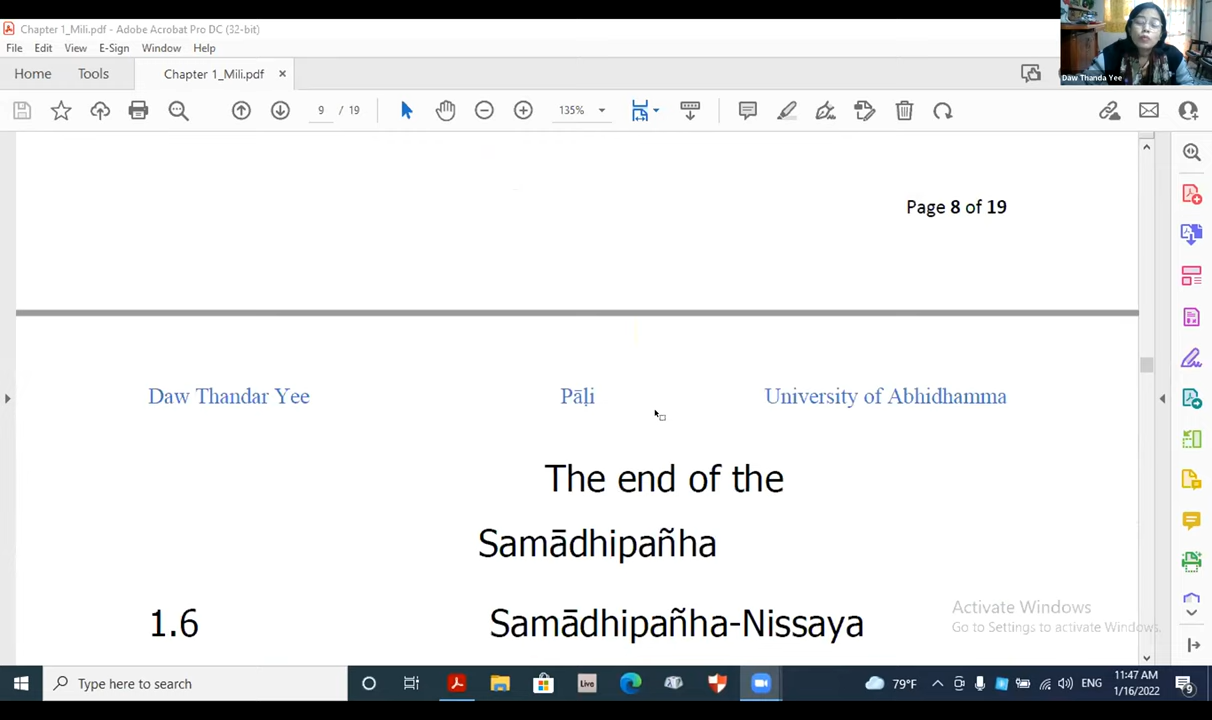 Chapter 1_Mili.pdf - Adobe Acrobat Pro DC (32-bit)
File Edit View E-Sign Window Help
Daw Thanda Yee
Home Tools Chapter 1_Mili.pdf ×
9 / 19 135%
Page 8 of 19
Daw Thandar Yee Pāḷi University of Abhidhamma
The end of the
Samādhipañha
1.6 Samādhipañha-Nissaya
Activate Windows
Go to Settings to activate Windows.
Type here to search
Live
79°F ENG
11:47 AM
1/16/2022
9